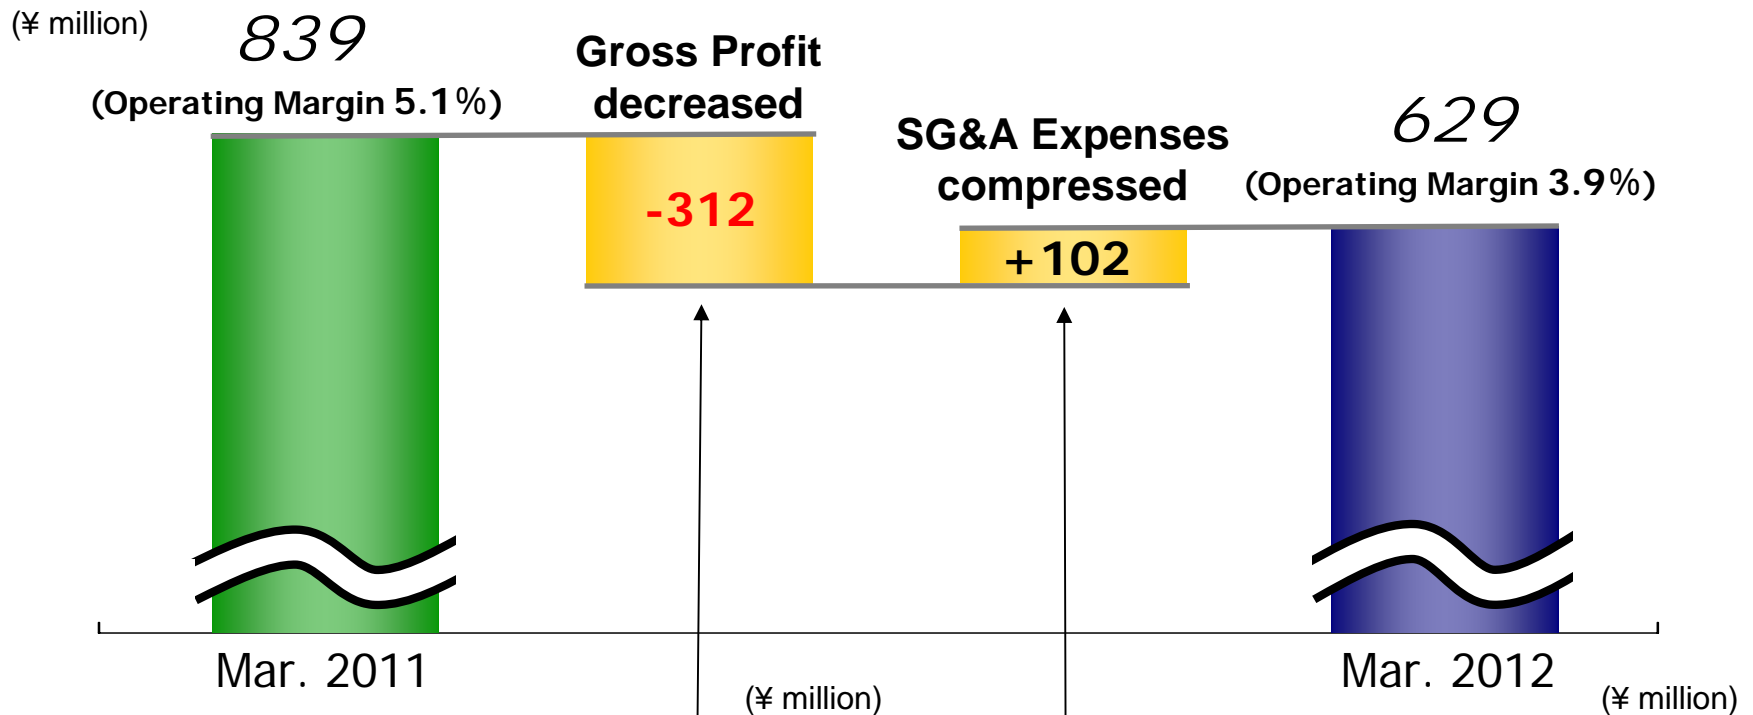 (¥ million)
839
(Operating Margin 5.1%)
Gross Profit
decreased
-312
SG&A Expenses
compressed
+102
629
(Operating Margin 3.9%)
Mar. 2011
Mar. 2012
(¥ million)
(¥ million)